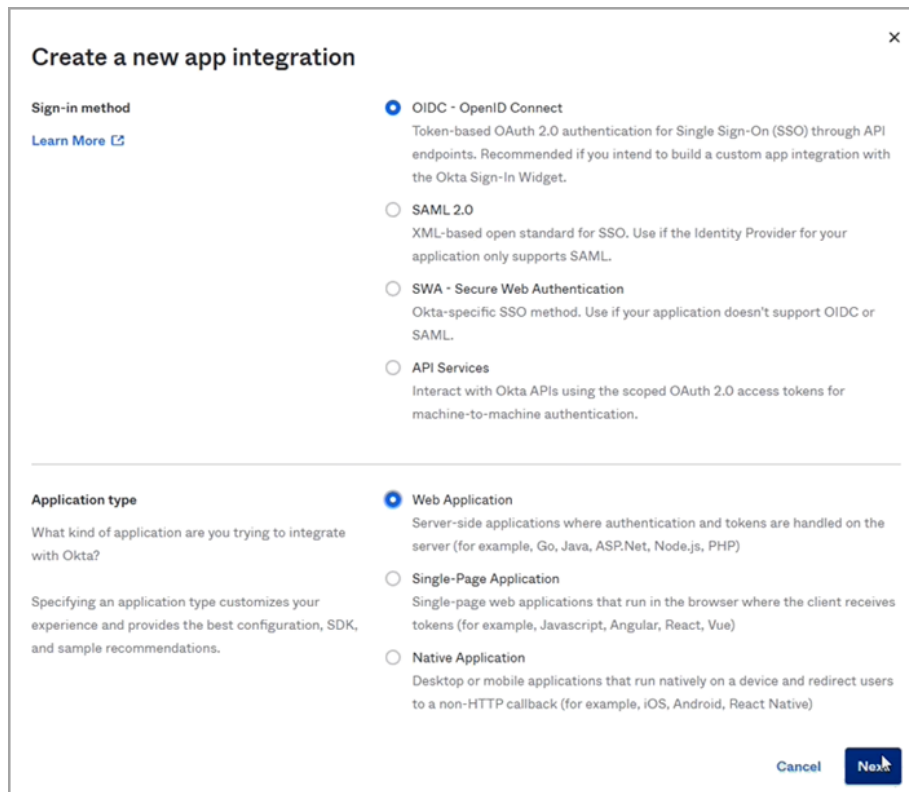 Create a new app integration
Sign-in method
Learn More
OIDC - OpenID Connect
Token-based OAuth 2.0 authentication for Single Sign-On (SSO) through API
endpoints. Recommended if you intend to build a custom app integration with
the Okta Sign-In Widget.
SAML 2.0
XML-based open standard for SSO. Use if the Identity Provider for your
application only supports SAML.
SWA - Secure Web Authentication
Okta-specific SSO method. Use if your application doesn't support OIDC or
SAML.
API Services
Interact with Okta APIs using the scoped OAuth 2.0 access tokens for
machine-to-machine authentication.
Application type
What kind of application are you trying to integrate
with Okta?
Specifying an application type customizes your
experience and provides the best configuration, SDK,
and sample recommendations.
Web Application
Server-side applications where authentication and tokens are handled on the
server (for example, Go, Java, ASP.Net, Node.js, PHP)
Single-Page Application
Single-page web applications that run in the browser where the client receives
tokens (for example, Javascript, Angular, React, Vue)
Native Application
Desktop or mobile applications that run natively on a device and redirect users
to a non-HTTP callback (for example, iOS, Android, React Native)
Cancel
Next